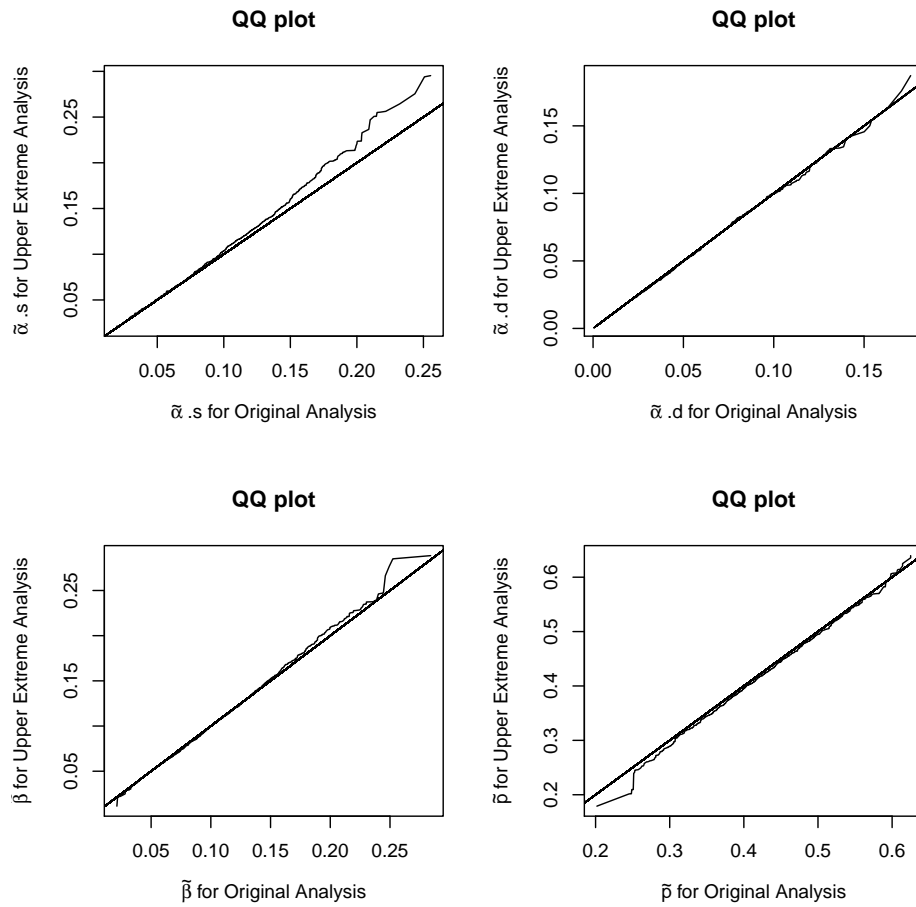 QQ plot
α̃ .s for Upper Extreme Analysis
0.05 0.15 0.25
0.05 0.10 0.15 0.20 0.25
α̃ .s for Original Analysis
QQ plot
α̃ .d for Upper Extreme Analysis
0.00 0.05 0.10 0.15
0.00 0.05 0.10 0.15
α̃ .d for Original Analysis
QQ plot
β̃ for Upper Extreme Analysis
0.05 0.15 0.25
0.05 0.10 0.15 0.20 0.25
β̃ for Original Analysis
QQ plot
p̃ for Upper Extreme Analysis
0.2 0.3 0.4 0.5 0.6
0.2 0.3 0.4 0.5 0.6
p̃ for Original Analysis